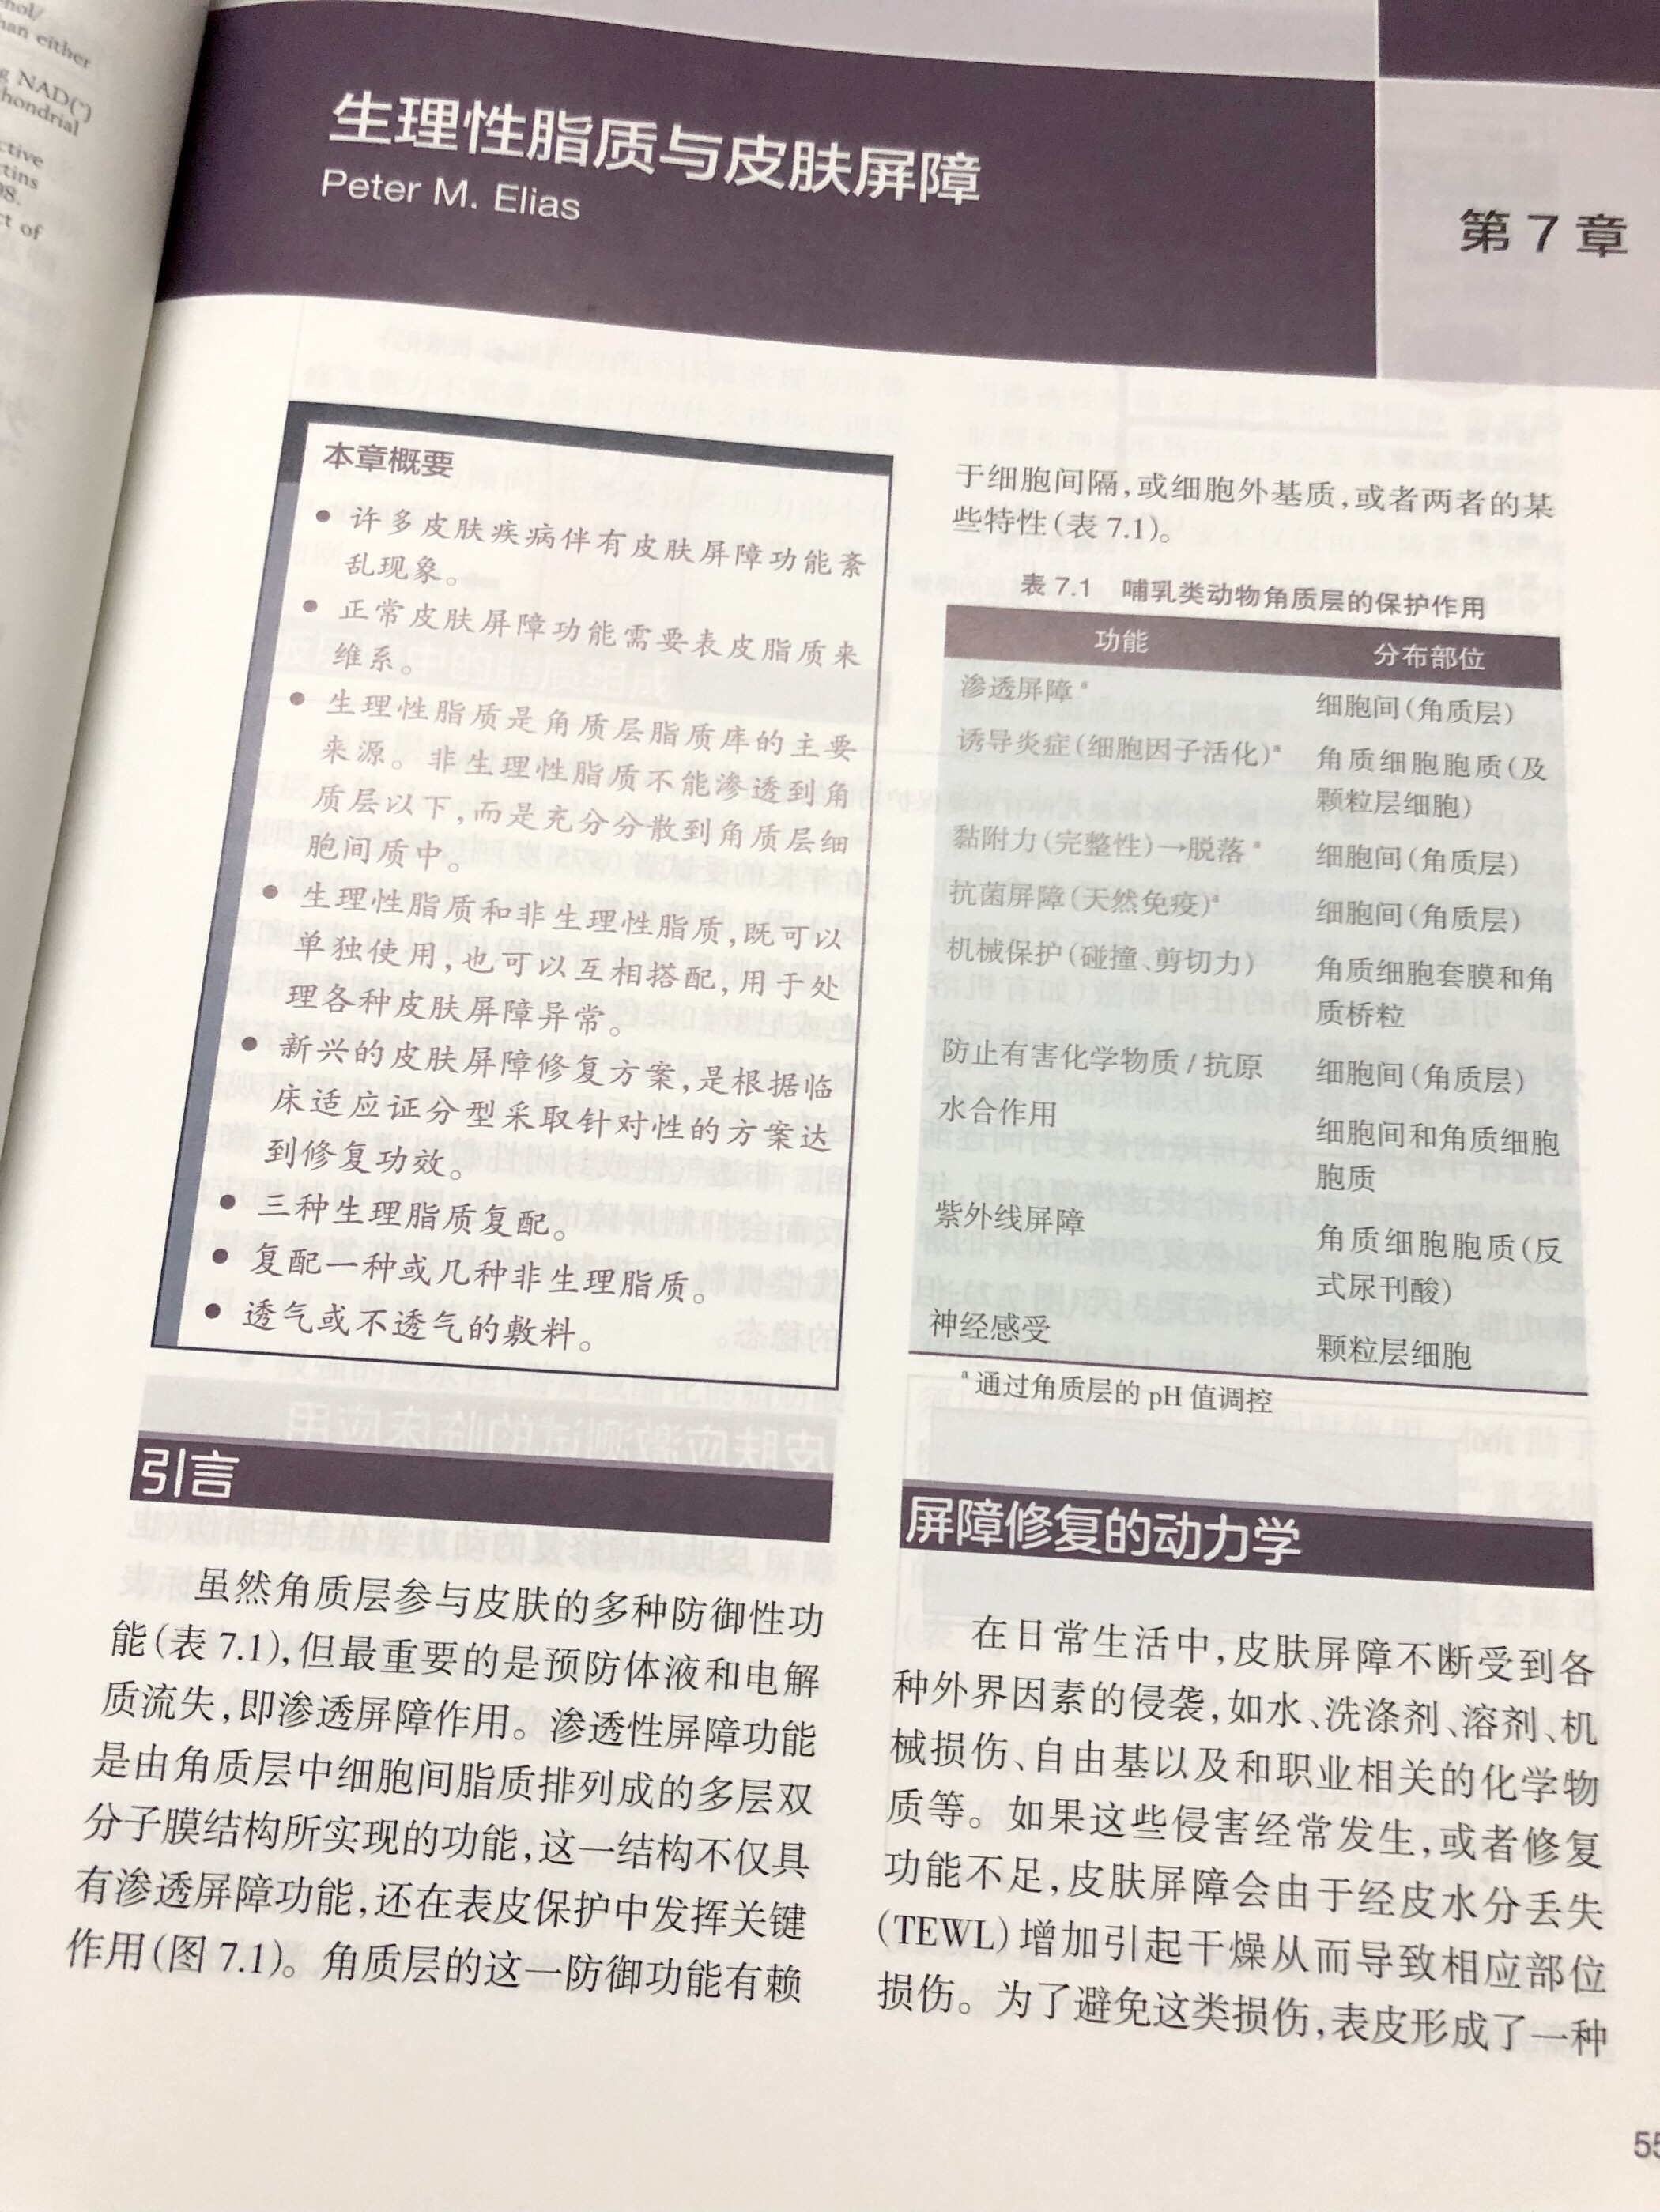 hol/
han either
g NAD(⁺)
hondrial
ctive
ctins
98.
ct of
生理性脂质与皮肤屏障
Peter M. Elias
第 7 章
本章概要
● 许多皮肤疾病伴有皮肤屏障功能紊
乱现象。
● 正常皮肤屏障功能需要表皮脂质来
维系。
● 生理性脂质是角质层脂质库的主要
来源。非生理性脂质不能渗透到角
质层以下,而是充分分散到角质层细
胞间质中。
● 生理性脂质和非生理性脂质,既可以
单独使用,也可以互相搭配,用于处
理各种皮肤屏障异常。
● 新兴的皮肤屏障修复方案,是根据临
床适应证分型采取针对性的方案达
到修复功效。
● 三种生理脂质复配。
● 复配一种或几种非生理脂质。
● 透气或不透气的敷料。
引言
虽然角质层参与皮肤的多种防御性功
能(表 7.1),但最重要的是预防体液和电解
质流失,即渗透屏障作用。渗透性屏障功能
是由角质层中细胞间脂质排列成的多层双
分子膜结构所实现的功能,这一结构不仅具
有渗透屏障功能,还在表皮保护中发挥关键
作用(图 7.1)。角质层的这一防御功能有赖
于细胞间隔,或细胞外基质,或者两者的某
些特性(表 7.1)。
表 7.1 哺乳类动物角质层的保护作用
功能 分布部位
渗透屏障ᵃ 细胞间(角质层)
诱导炎症(细胞因子活化)ᵃ 角质细胞胞质(及
颗粒层细胞)
黏附力(完整性)→脱落ᵃ 细胞间(角质层)
抗菌屏障(天然免疫)ᵃ 细胞间(角质层)
机械保护(碰撞、剪切力) 角质细胞套膜和角
质桥粒
防止有害化学物质 / 抗原 细胞间(角质层)
水合作用 细胞间和角质细胞
胞质
紫外线屏障 角质细胞胞质(反
式尿刊酸)
神经感受 颗粒层细胞
ᵃ 通过角质层的 pH 值调控
屏障修复的动力学
在日常生活中,皮肤屏障不断受到各
种外界因素的侵袭,如水、洗涤剂、溶剂、机
械损伤、自由基以及和职业相关的化学物
质等。如果这些侵害经常发生,或者修复
功能不足,皮肤屏障会由于经皮水分丢失
(TEWL)增加引起干燥从而导致相应部位
损伤。为了避免这类损伤,表皮形成了一种
55